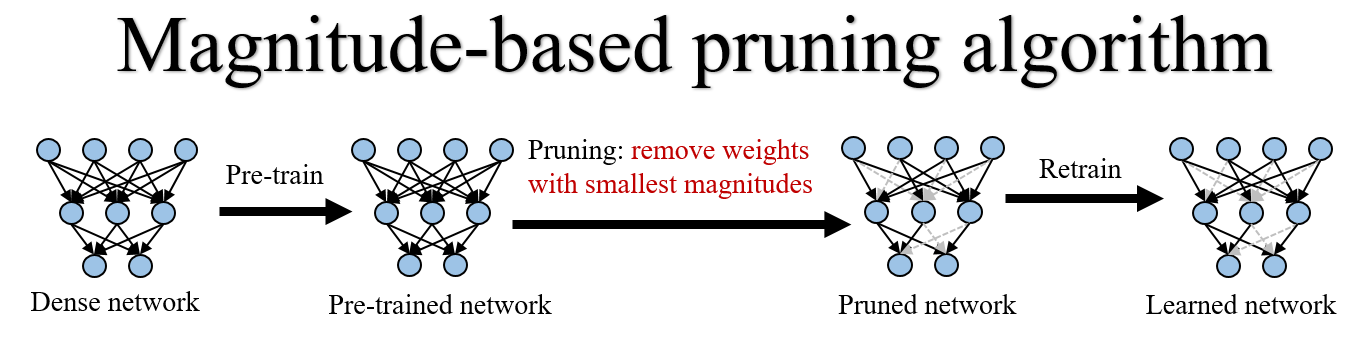 Magnitude-based pruning algorithm
Pre-train
Pruning: remove weights
with smallest magnitudes
Retrain
Dense network
Pre-trained network
Pruned network
Learned network